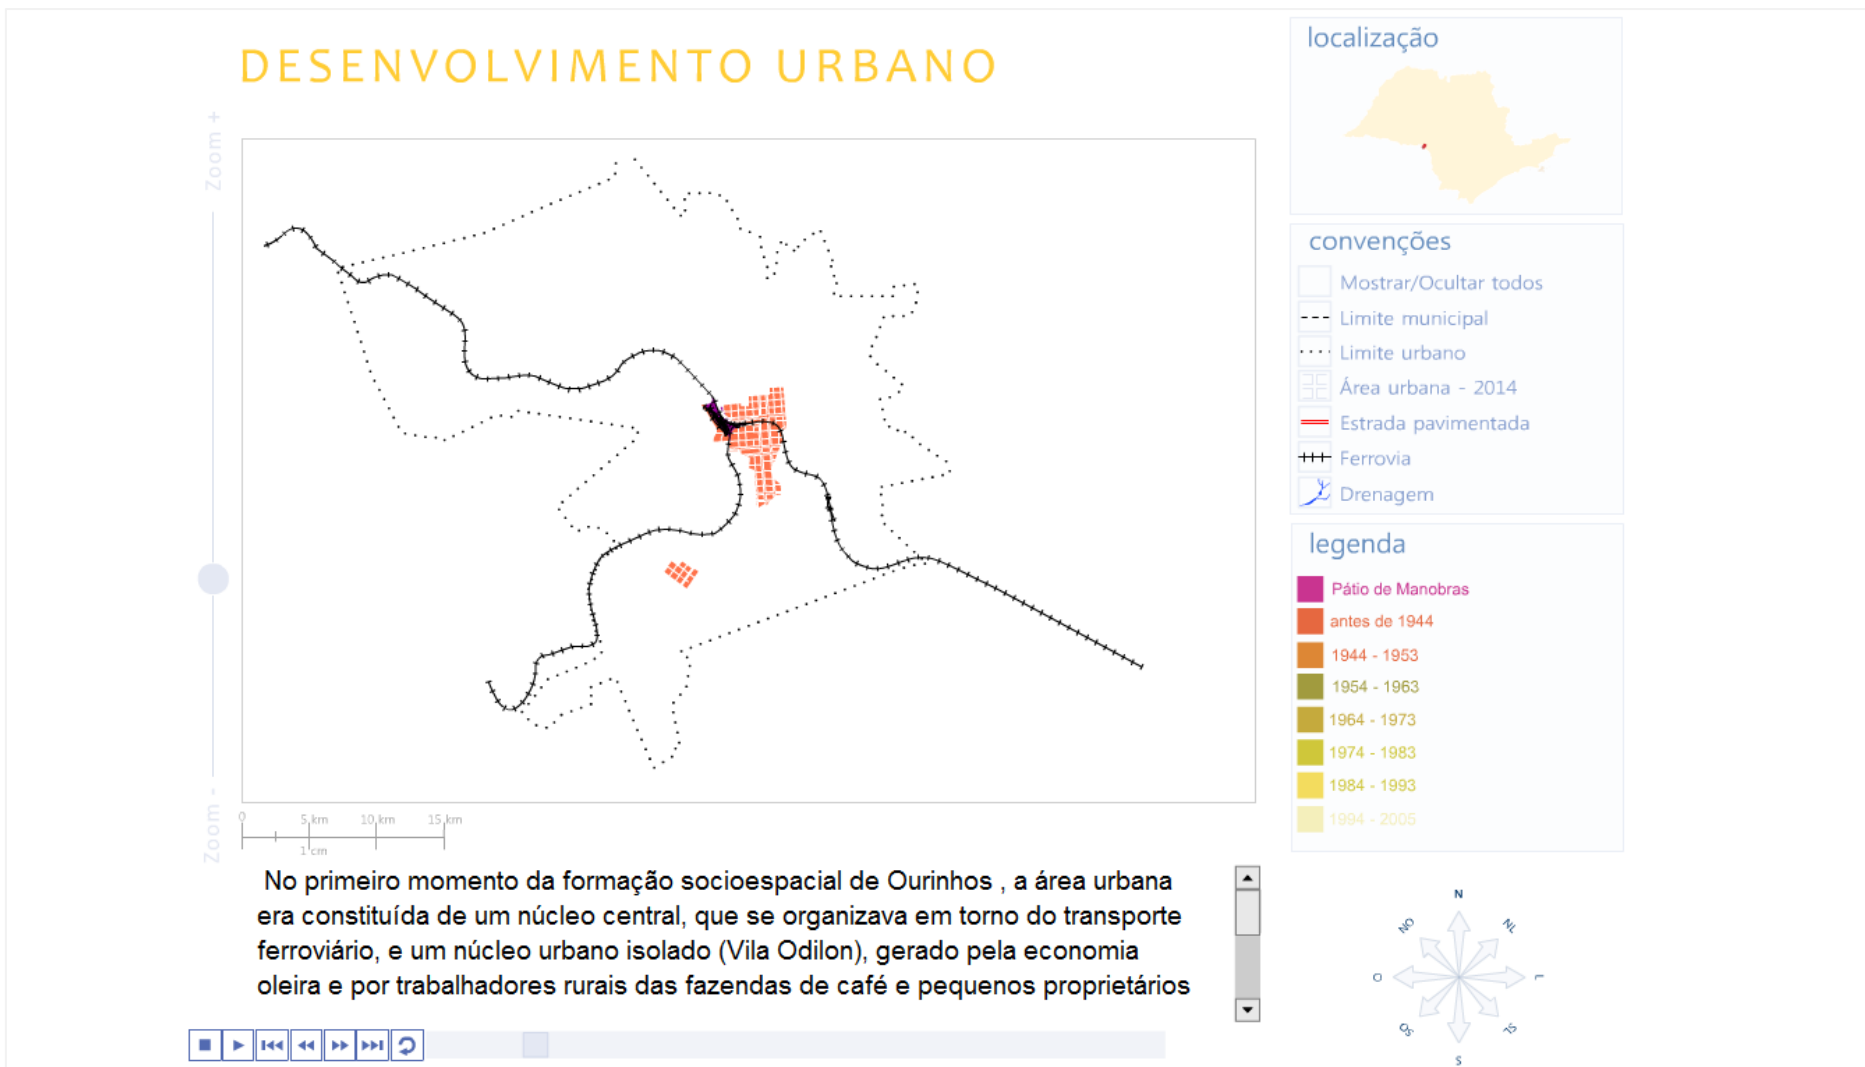 DESENVOLVIMENTO URBANO
Zoom +
Zoom -
0 5 km 10 km 15 km
1 cm
No primeiro momento da formação socioespacial de Ourinhos , a área urbana
era constituída de um núcleo central, que se organizava em torno do transporte
ferroviário, e um núcleo urbano isolado (Vila Odilon), gerado pela economia
oleira e por trabalhadores rurais das fazendas de café e pequenos proprietários
localização
convenções
Mostrar/Ocultar todos
Limite municipal
Limite urbano
Área urbana - 2014
Estrada pavimentada
Ferrovia
Drenagem
legenda
Pátio de Manobras
antes de 1944
1944 - 1953
1954 - 1963
1964 - 1973
1974 - 1983
1984 - 1993
1994 - 2005
N
NO
NL
O
L
SO
SL
S